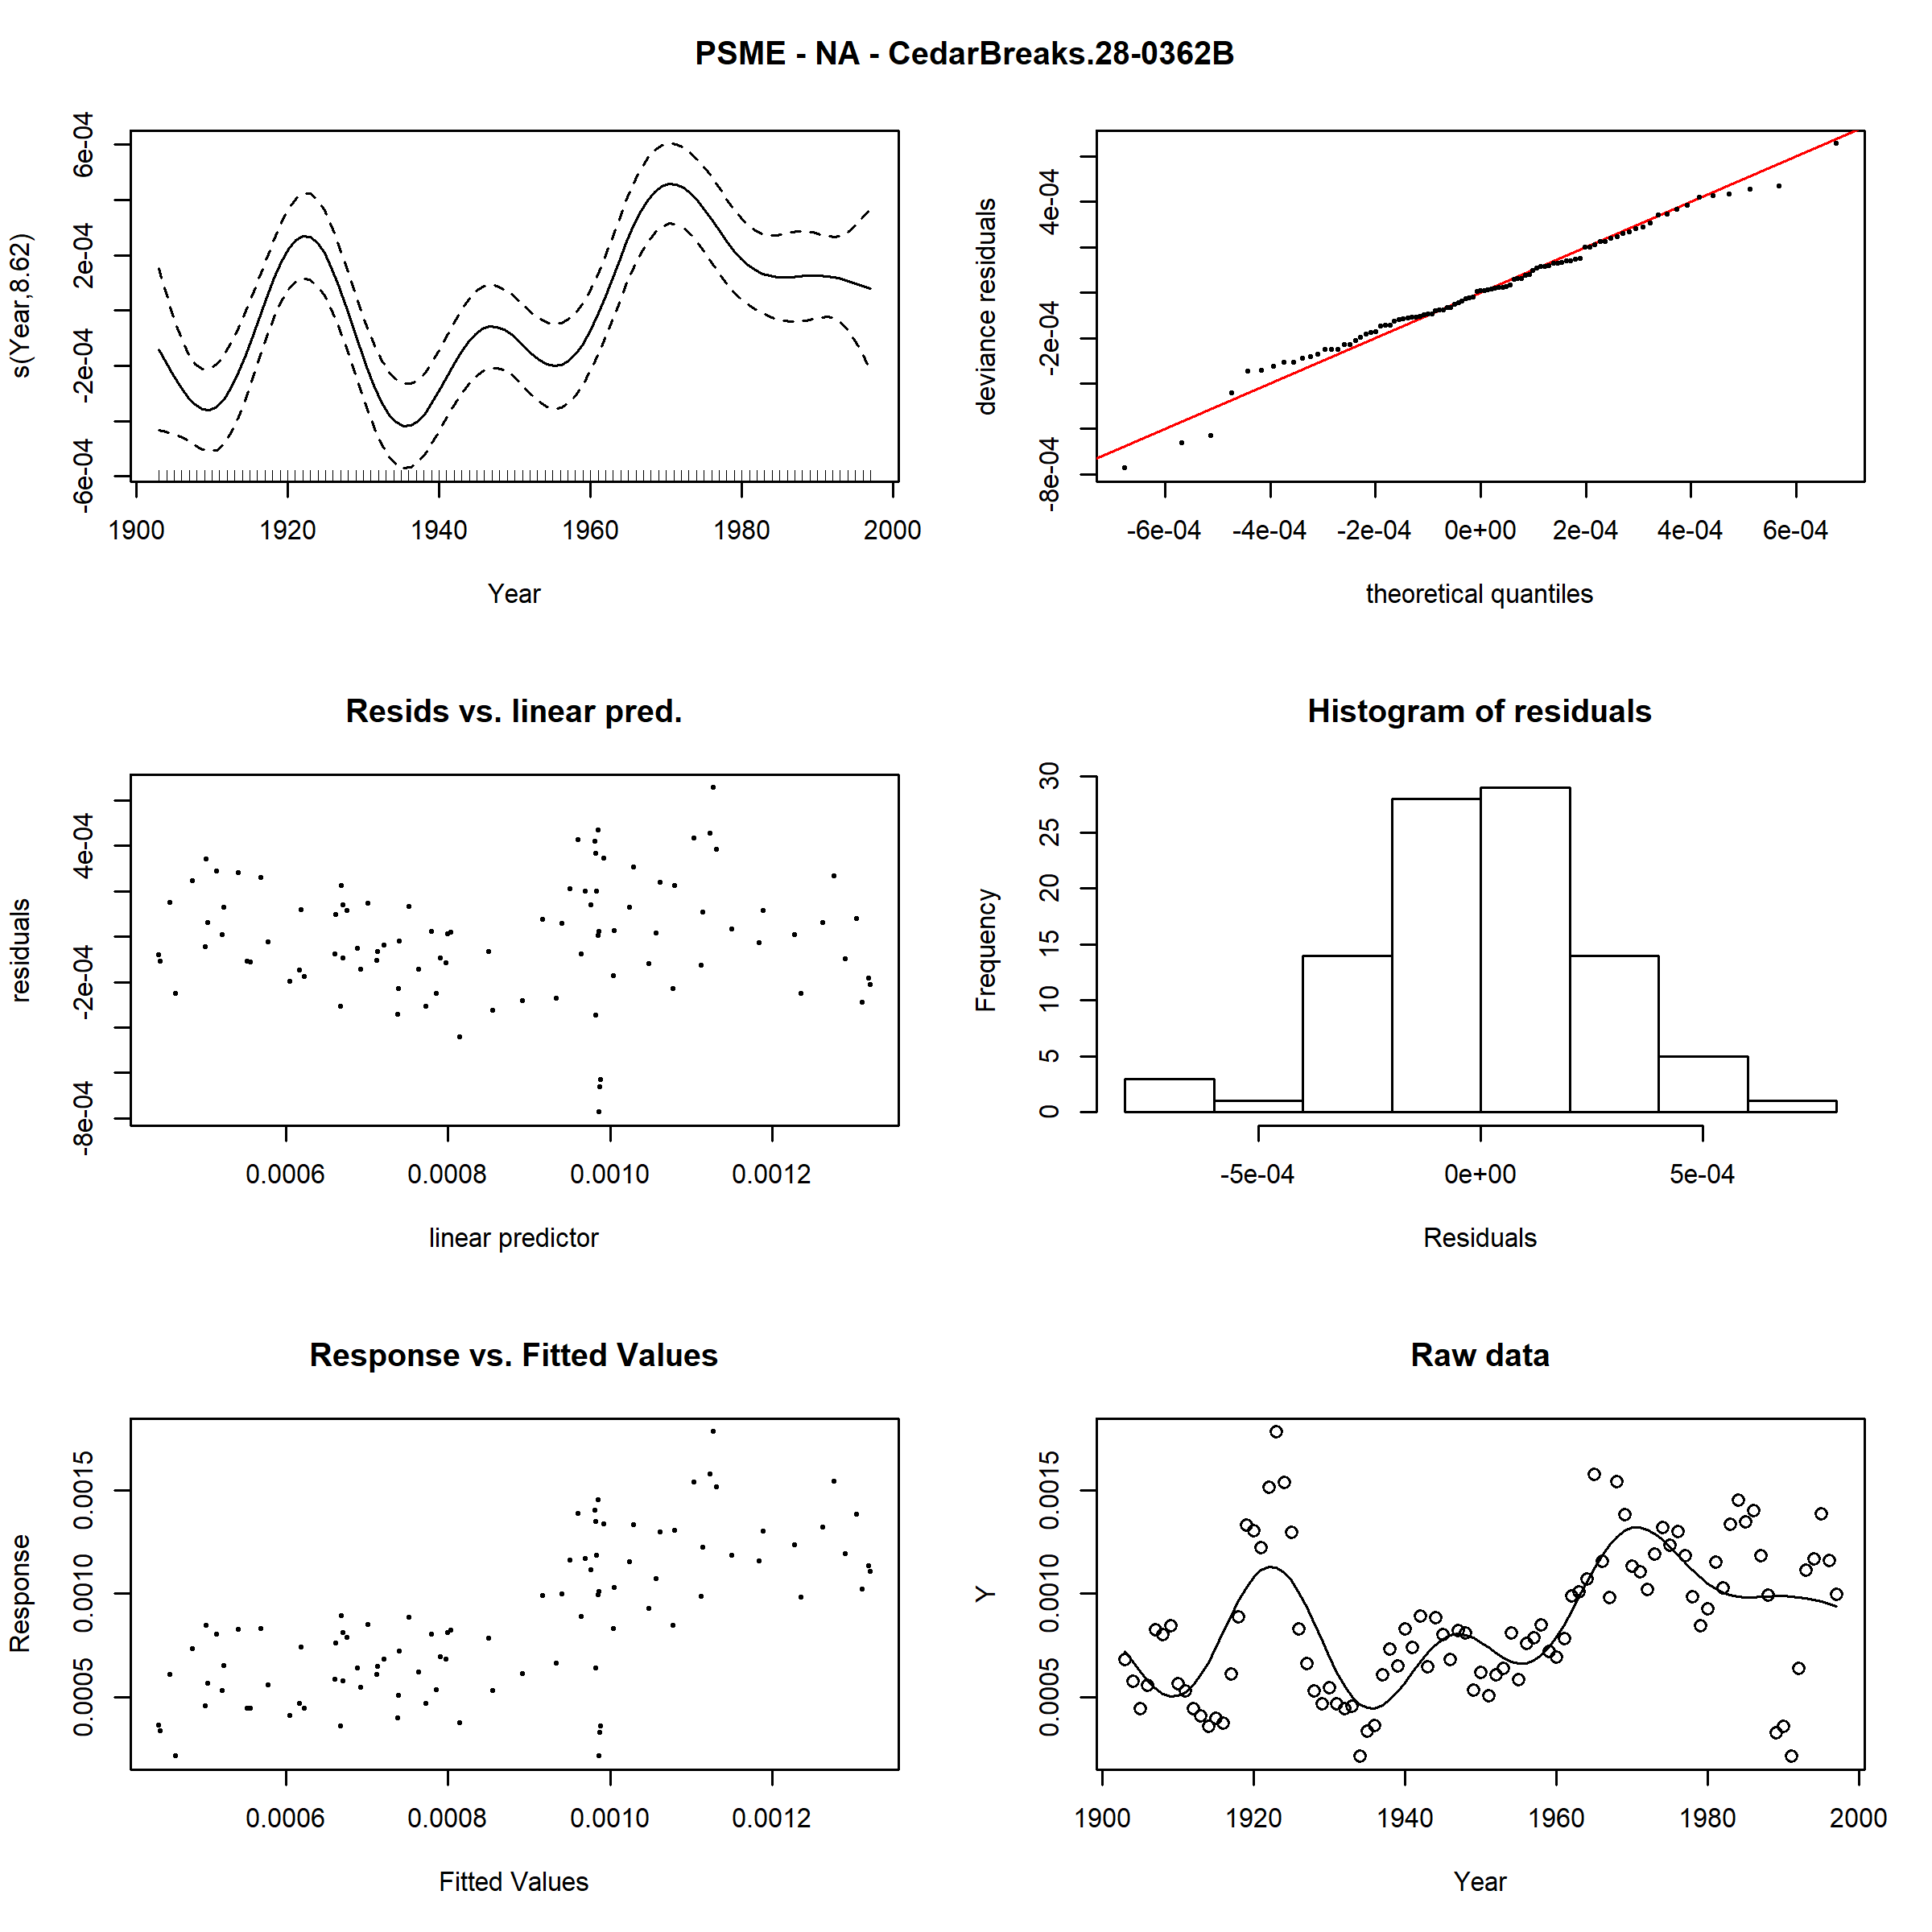 PSME - NA - CedarBreaks.28-0362B
s(Year,8.62)
-6e-04 -2e-04 2e-04 6e-04
1900 1920 1940 1960 1980 2000
Year
deviance residuals
-8e-04 -2e-04 4e-04
-6e-04 -4e-04 -2e-04 0e+00 2e-04 4e-04 6e-04
theoretical quantiles
Resids vs. linear pred.
residuals
-8e-04 -2e-04 4e-04
0.0006 0.0008 0.0010 0.0012
linear predictor
Histogram of residuals
Frequency
0 5 10 15 20 25 30
-5e-04 0e+00 5e-04
Residuals
Response vs. Fitted Values
Response
0.0005 0.0010 0.0015
0.0006 0.0008 0.0010 0.0012
Fitted Values
Raw data
Y
0.0005 0.0010 0.0015
1900 1920 1940 1960 1980 2000
Year